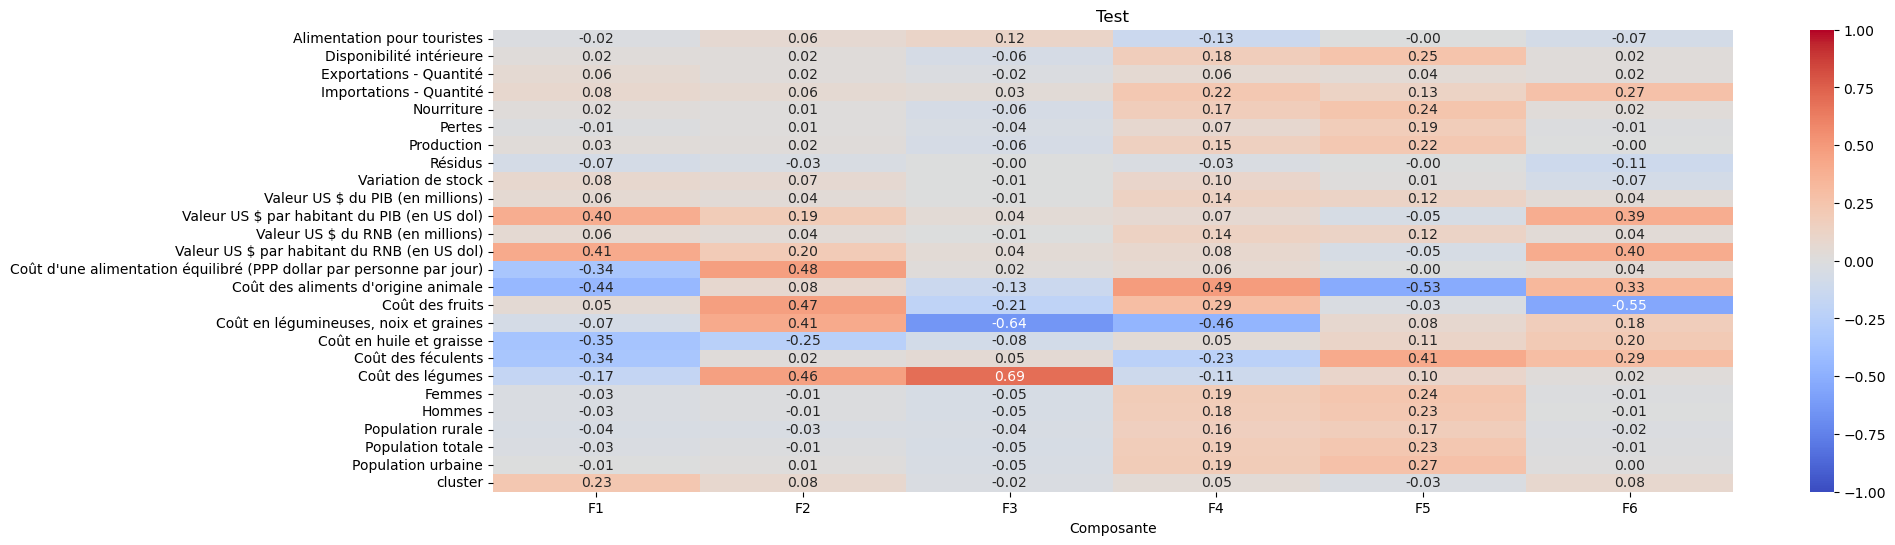 Test
Alimentation pour touristes -0.02 0.06 0.12 -0.13 -0.00 -0.07
Disponibilité intérieure 0.02 0.02 -0.06 0.18 0.25 0.02
Exportations - Quantité 0.06 0.02 -0.02 0.06 0.04 0.02
Importations - Quantité 0.08 0.06 0.03 0.22 0.13 0.27
Nourriture 0.02 0.01 -0.06 0.17 0.24 0.02
Pertes -0.01 0.01 -0.04 0.07 0.19 -0.01
Production 0.03 0.02 -0.06 0.15 0.22 -0.00
Résidus -0.07 -0.03 -0.00 -0.03 -0.00 -0.11
Variation de stock 0.08 0.07 -0.01 0.10 0.01 -0.07
Valeur US $ du PIB (en millions) 0.06 0.04 -0.01 0.14 0.12 0.04
Valeur US $ par habitant du PIB (en US dol) 0.40 0.19 0.04 0.07 -0.05 0.39
Valeur US $ du RNB (en millions) 0.06 0.04 -0.01 0.14 0.12 0.04
Valeur US $ par habitant du RNB (en US dol) 0.41 0.20 0.04 0.08 -0.05 0.40
Coût d'une alimentation équilibré (PPP dollar par personne par jour) -0.34 0.48 0.02 0.06 -0.00 0.04
Coût des aliments d'origine animale -0.44 0.08 -0.13 0.49 -0.53 0.33
Coût des fruits 0.05 0.47 -0.21 0.29 -0.03 -0.55
Coût en légumineuses, noix et graines -0.07 0.41 -0.64 -0.46 0.08 0.18
Coût en huile et graisse -0.35 -0.25 -0.08 0.05 0.11 0.20
Coût des féculents -0.34 0.02 0.05 -0.23 0.41 0.29
Coût des légumes -0.17 0.46 0.69 -0.11 0.10 0.02
Femmes -0.03 -0.01 -0.05 0.19 0.24 -0.01
Hommes -0.03 -0.01 -0.05 0.18 0.23 -0.01
Population rurale -0.04 -0.03 -0.04 0.16 0.17 -0.02
Population totale -0.03 -0.01 -0.05 0.19 0.23 -0.01
Population urbaine -0.01 0.01 -0.05 0.19 0.27 0.00
cluster 0.23 0.08 -0.02 0.05 -0.03 0.08
F1 F2 F3 F4 F5 F6
Composante
1.00
0.75
0.50
0.25
0.00
−0.25
−0.50
−0.75
−1.00